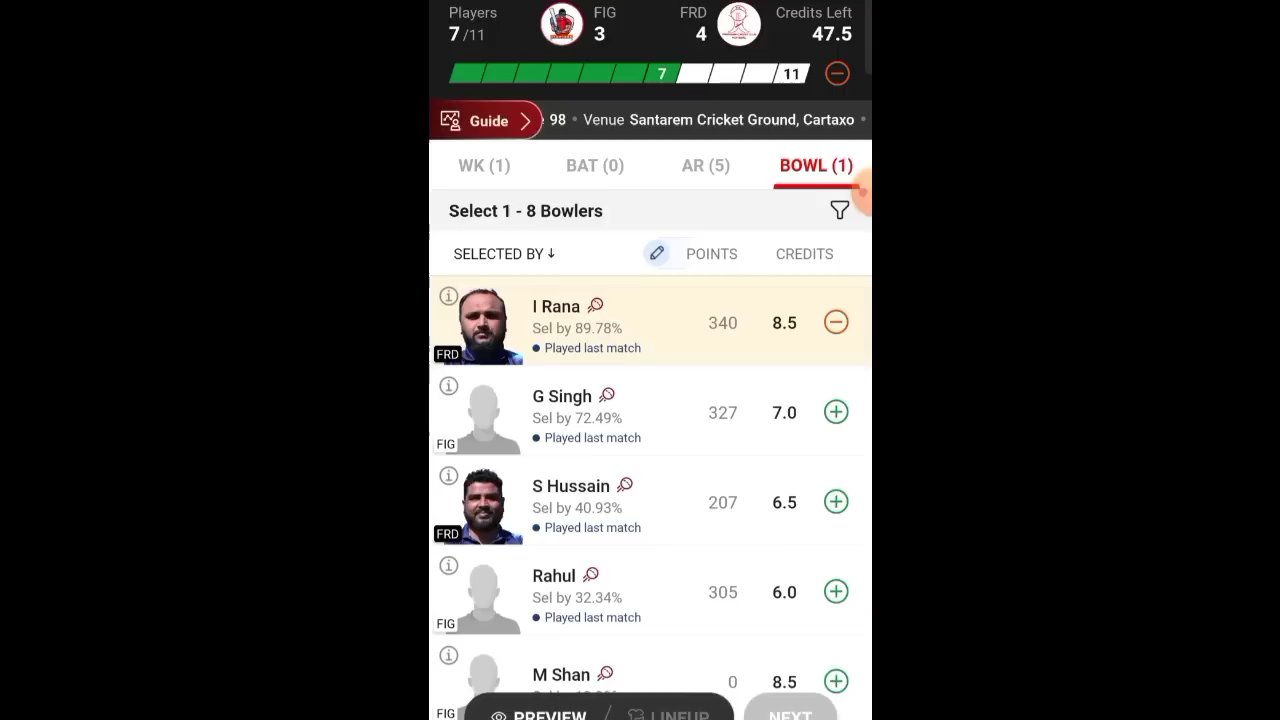 Players FIG FRD Credits Left
7 /11 3 4 47.5
7 11
Guide 98 • Venue Santarem Cricket Ground, Cartaxo •
WK (1) BAT (0) AR (5) BOWL (1)
Select 1 - 8 Bowlers
SELECTED BY ↓ POINTS CREDITS
I Rana
Sel by 89.78% 340 8.5
Played last match
FRD
G Singh
Sel by 72.49% 327 7.0
Played last match
FIG
S Hussain
Sel by 40.93% 207 6.5
Played last match
FRD
Rahul
Sel by 32.34% 305 6.0
Played last match
FIG
M Shan 0 8.5
FIG
PREVIEW / LINEUP NEXT